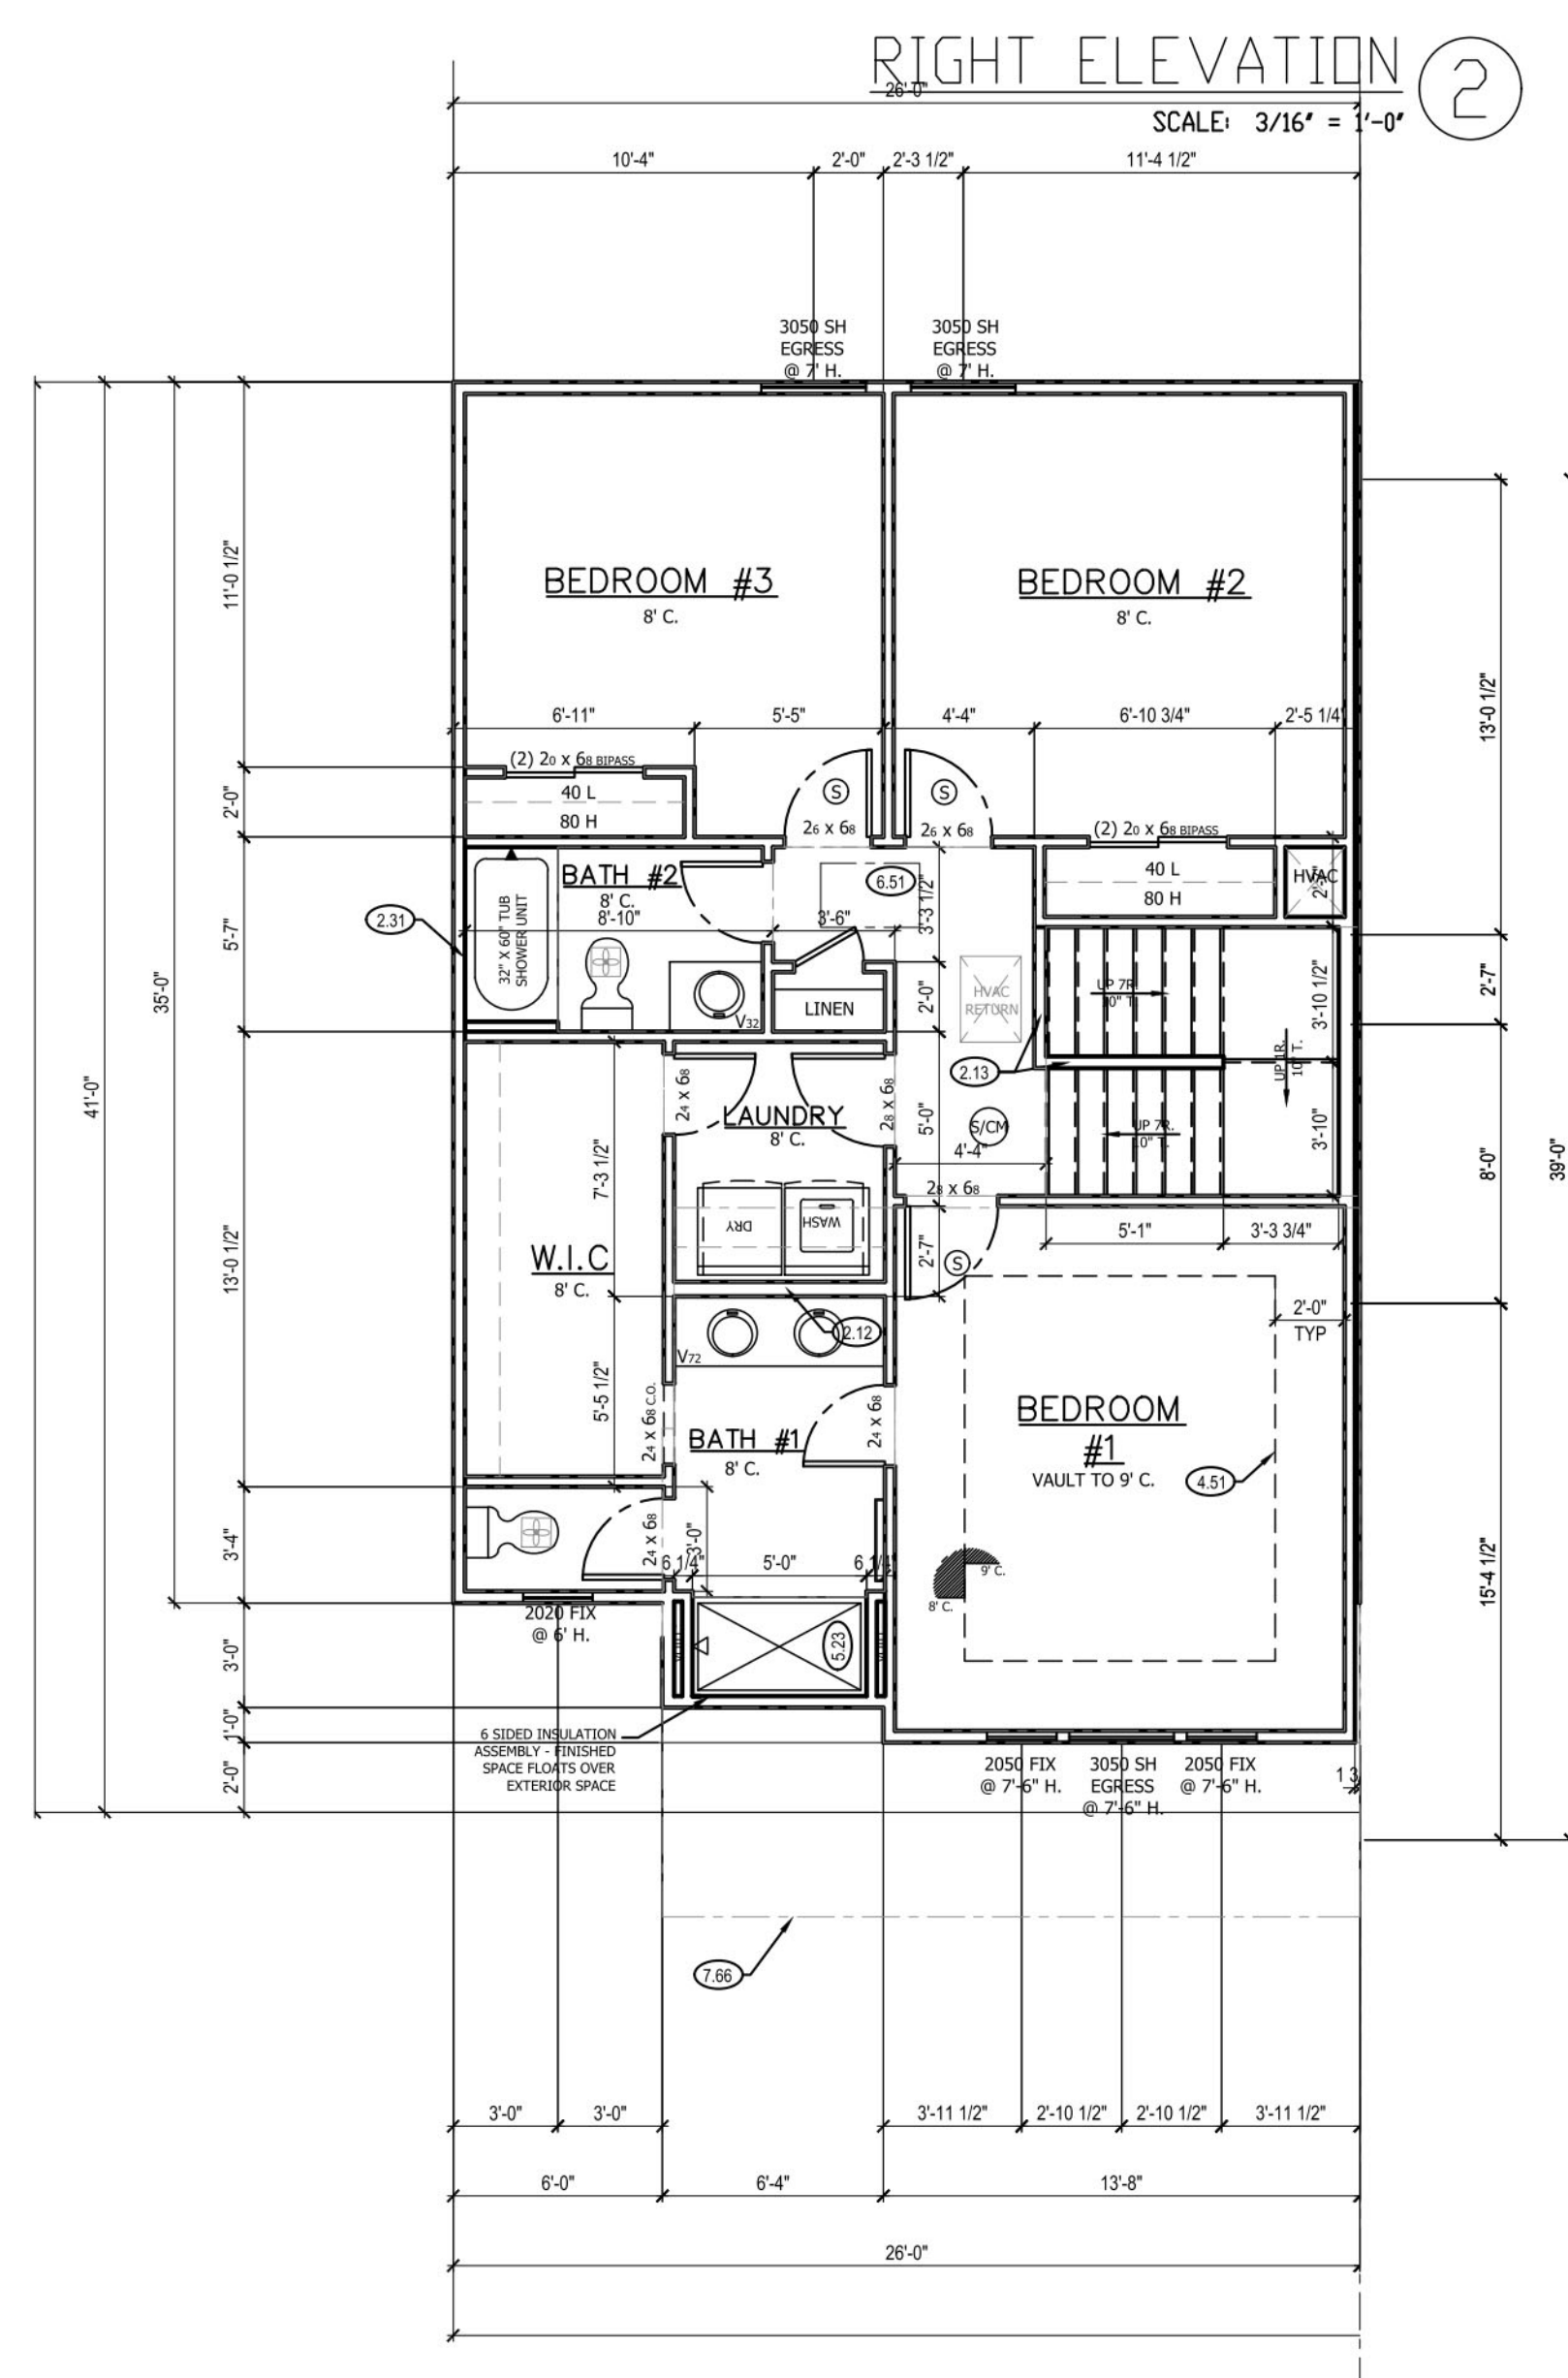 RIGHT ELEVATION 2
26'-0"
SCALE: 3/16" = 1'-0"
10'-4" 2'-0" 2'-3 1/2" 11'-4 1/2"
3050 SH
EGRESS
@ 7' H.
3050 SH
EGRESS
@ 7' H.
BEDROOM #3
8' C.
BEDROOM #2
8' C.
11'-0 1/2"
13'-0 1/2"
6'-11" 5'-5" 4'-4" 6'-10 3/4" 2'-5 1/4"
(2) 20 x 68 BIPASS
40 L
80 H
2'-0"
S
S
26 x 68
26 x 68
(2) 20 x 68 BIPASS
40 L
80 H
HVAC
BATH #2
8' C.
8'-10"
32" X 60" TUB
SHOWER UNIT
6.51
3'-6"
3'-3 1/2"
2.31
5'-7"
35'-0"
41'-0"
V32
LINEN
2'-0"
HVAC
RETURN
UP 7R.
10" T.
3'-10 1/2"
2'-7"
UP 1R.
10" T.
2.13
24 x 68
LAUNDRY
8' C.
28 x 68
5'-0"
S/CM
4'-4"
UP 7R.
10" T.
3'-10"
8'-0"
39'-0"
7'-3 1/2"
28 x 68
DRY
WASH
W.I.C
8' C.
13'-0 1/2"
2'-7"
S
5'-1" 3'-3 3/4"
2'-0"
TYP
2.12
V72
5'-5 1/2"
24 x 68 C.O.
BATH #1
8' C.
24 x 68
BEDROOM
#1
VAULT TO 9' C.
4.51
3'-4"
24 x 68
3'-0"
6 1/4" 5'-0" 6 1/4"
9' C.
8' C.
15'-4 1/2"
2020 FIX
@ 6' H.
5.23
3'-0"
1'-0"
2'-0"
6 SIDED INSULATION
ASSEMBLY - FINISHED
SPACE FLOATS OVER
EXTERIOR SPACE
2050 FIX
@ 7'-6" H.
3050 SH
EGRESS
@ 7'-6" H.
2050 FIX
@ 7'-6" H.
1 3
7.66
3'-0" 3'-0" 3'-11 1/2" 2'-10 1/2" 2'-10 1/2" 3'-11 1/2"
6'-0" 6'-4" 13'-8"
26'-0"